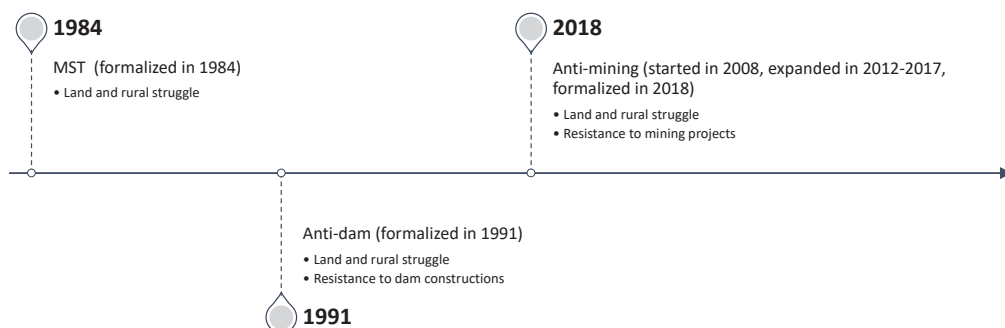 1984
MST (formalized in 1984)
• Land and rural struggle
2018
Anti-mining (started in 2008, expanded in 2012-2017,
formalized in 2018)
• Land and rural struggle
• Resistance to mining projects
Anti-dam (formalized in 1991)
• Land and rural struggle
• Resistance to dam constructions
1991